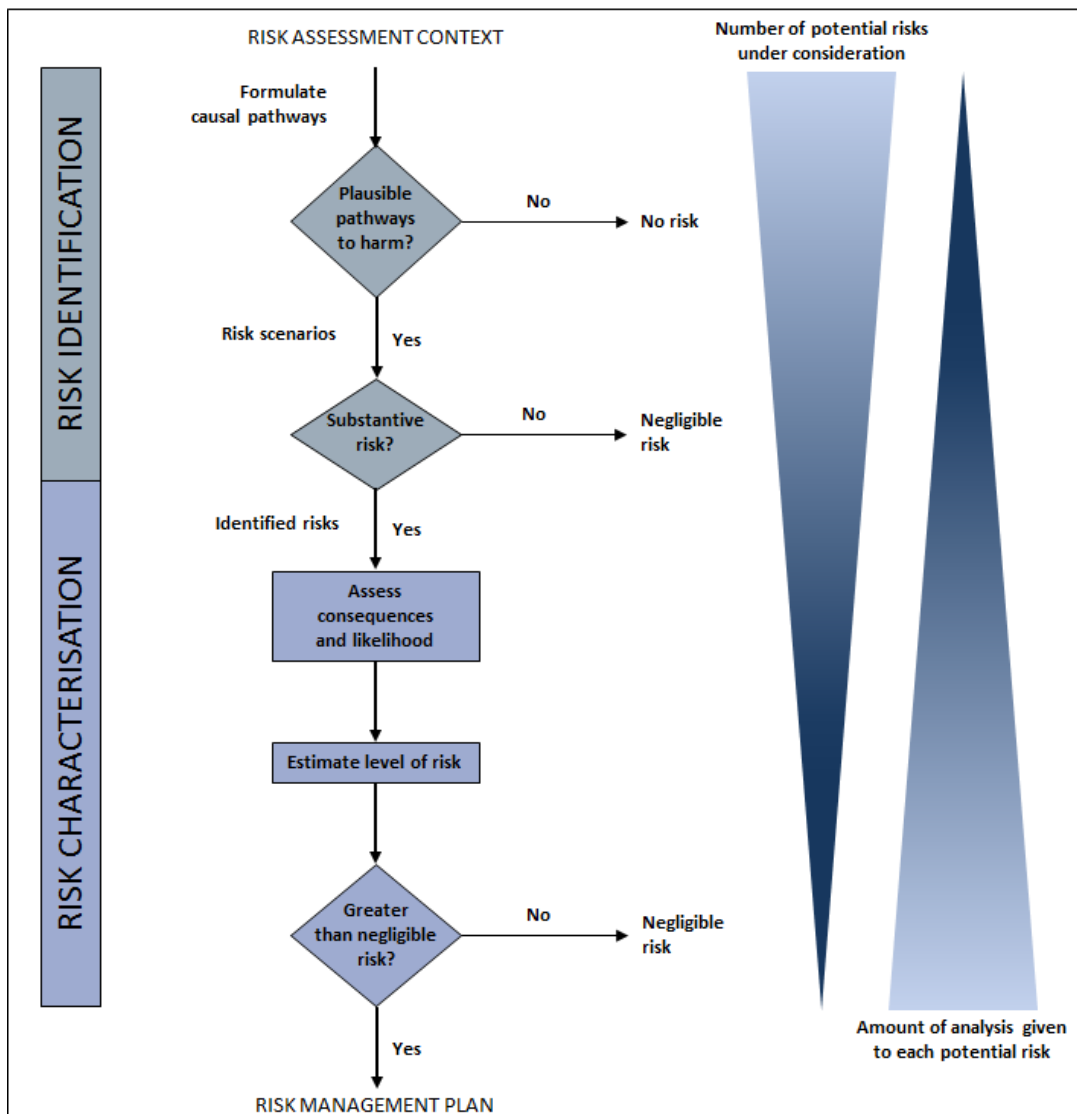 RISK ASSESSMENT CONTEXT
Number of potential risks
under consideration
RISK IDENTIFICATION
Formulate
causal pathways
Plausible
pathways
to harm?
No
No risk
Risk scenarios
Yes
Substantive
risk?
No
Negligible
risk
RISK CHARACTERISATION
Identified risks
Yes
Assess
consequences
and likelihood
Estimate level of risk
Greater
than negligible
risk?
No
Negligible
risk
Yes
RISK MANAGEMENT PLAN
Amount of analysis given
to each potential risk